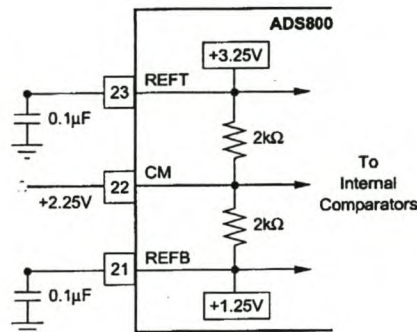 ADS800
+3.25V
23
REFT
0.1µF
2kΩ
To
Internal
Comparators
22
CM
+2.25V
2kΩ
21
REFB
0.1µF
+1.25V